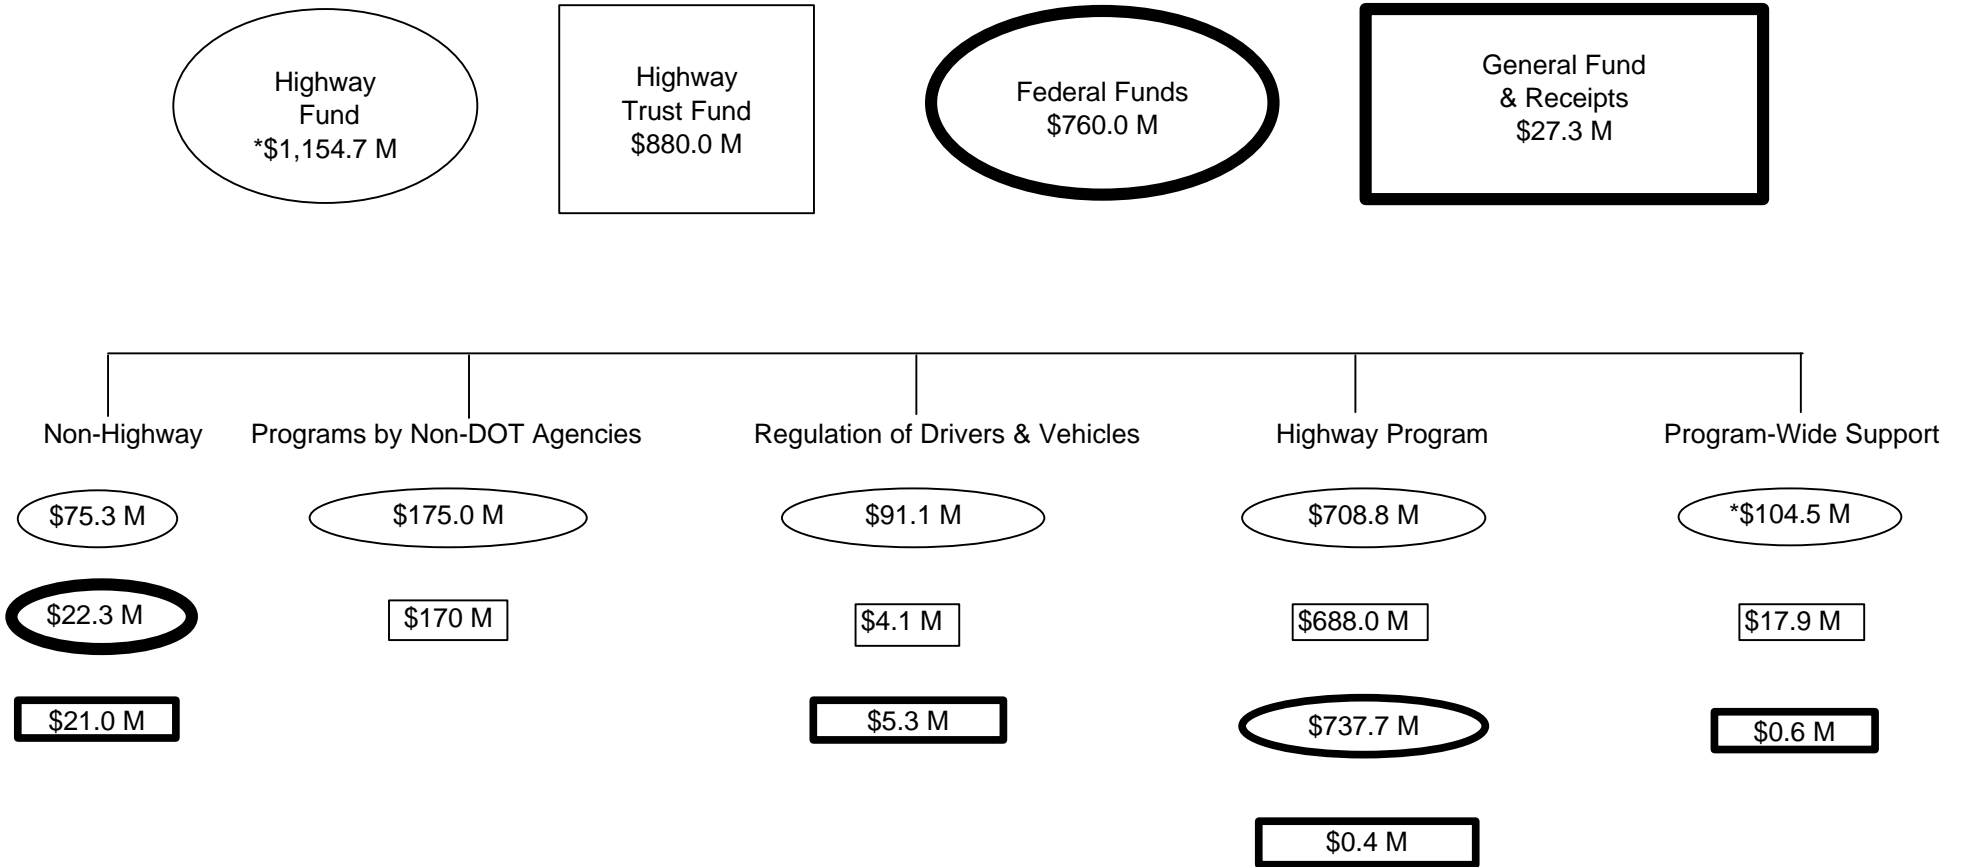 Highway
Fund
*$1,154.7 M
Highway
Trust Fund
$880.0 M
Federal Funds
$760.0 M
General Fund
& Receipts
$27.3 M
Non-Highway
Programs by Non-DOT Agencies
Regulation of Drivers & Vehicles
Highway Program
Program-Wide Support
$75.3 M
$175.0 M
$91.1 M
$708.8 M
*$104.5 M
$22.3 M
$170 M
$4.1 M
$688.0 M
$17.9 M
$21.0 M
$5.3 M
$737.7 M
$0.6 M
$0.4 M